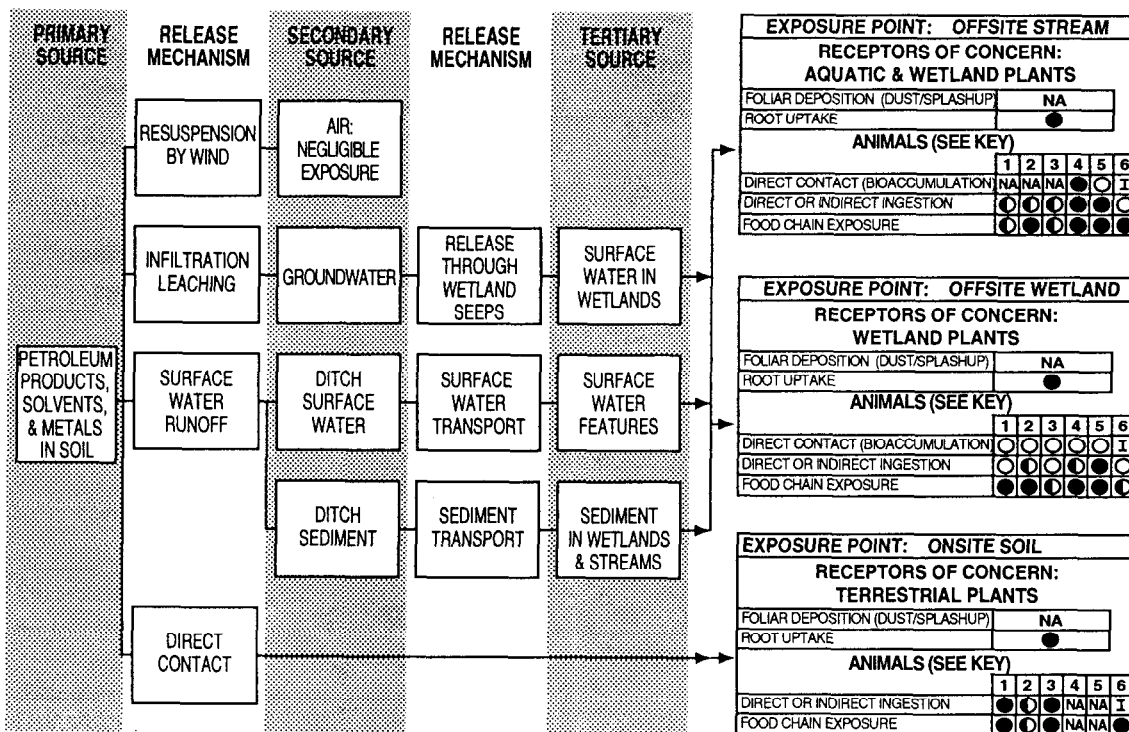 PRIMARY
SOURCE
RELEASE
MECHANISM
SECONDARY
SOURCE
RELEASE
MECHANISM
TERTIARY
SOURCE
RESUSPENSION
BY WIND
AIR:
NEGLIGIBLE
EXPOSURE
INFILTRATION
LEACHING
GROUNDWATER
RELEASE
THROUGH
WETLAND
SEEPS
SURFACE
WATER IN
WETLANDS
PETROLEUM
PRODUCTS,
SOLVENTS,
& METALS
IN SOIL
SURFACE
WATER
RUNOFF
DITCH
SURFACE
WATER
SURFACE
WATER
TRANSPORT
SURFACE
WATER
FEATURES
DITCH
SEDIMENT
SEDIMENT
TRANSPORT
SEDIMENT
IN WETLANDS
& STREAMS
DIRECT
CONTACT
EXPOSURE POINT: OFFSITE STREAM
RECEPTORS OF CONCERN:
AQUATIC & WETLAND PLANTS
FOLIAR DEPOSITION (DUST/SPLASHUP) NA
ROOT UPTAKE
ANIMALS (SEE KEY)
1 2 3 4 5 6
DIRECT CONTACT (BIOACCUMULATION) NA NA NA I
DIRECT OR INDIRECT INGESTION
FOOD CHAIN EXPOSURE
EXPOSURE POINT: OFFSITE WETLAND
RECEPTORS OF CONCERN:
WETLAND PLANTS
FOLIAR DEPOSITION (DUST/SPLASHUP) NA
ROOT UPTAKE
ANIMALS (SEE KEY)
1 2 3 4 5 6
DIRECT CONTACT (BIOACCUMULATION) I
DIRECT OR INDIRECT INGESTION
FOOD CHAIN EXPOSURE
EXPOSURE POINT: ONSITE SOIL
RECEPTORS OF CONCERN:
TERRESTRIAL PLANTS
FOLIAR DEPOSITION (DUST/SPLASHUP) NA
ROOT UPTAKE
ANIMALS (SEE KEY)
1 2 3 4 5 6
DIRECT OR INDIRECT INGESTION NA NA I
FOOD CHAIN EXPOSURE NA NA